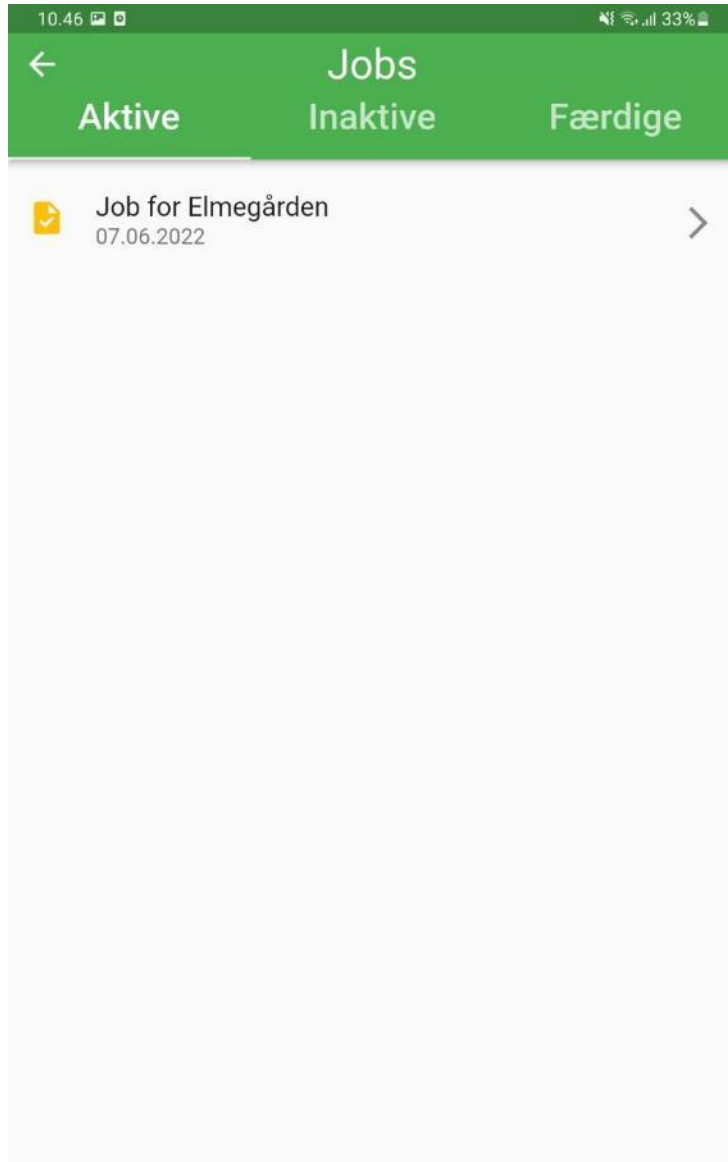 10.46 33%
Jobs
Aktive Inaktive Færdige
Job for Elmegården
07.06.2022